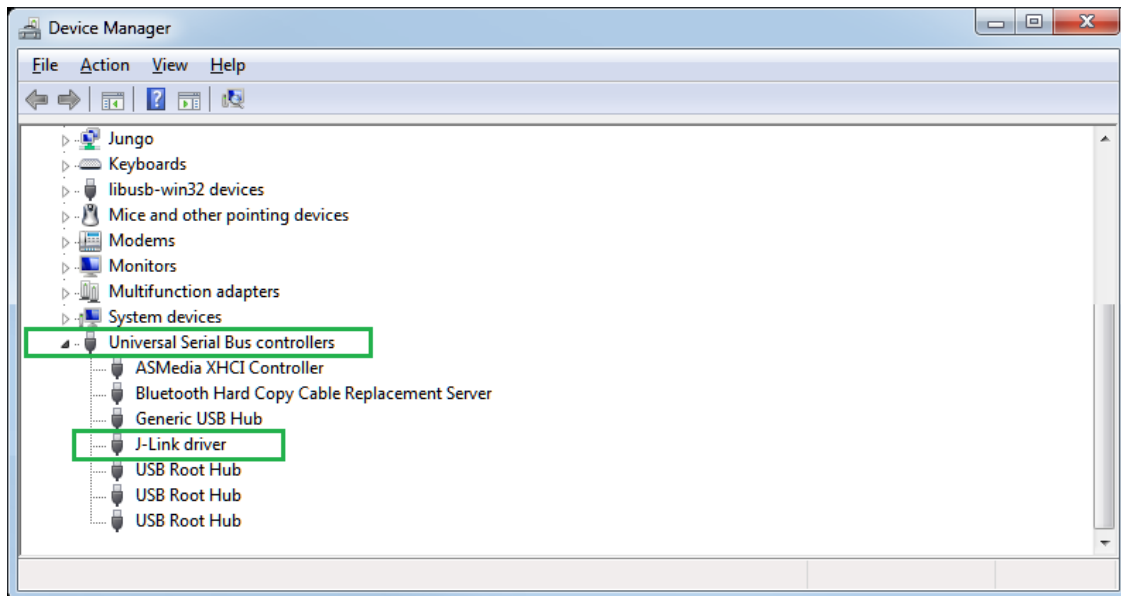 Device Manager
File Action View Help
Jungo
Keyboards
libusb-win32 devices
Mice and other pointing devices
Modems
Monitors
Multifunction adapters
System devices
Universal Serial Bus controllers
ASMedia XHCI Controller
Bluetooth Hard Copy Cable Replacement Server
Generic USB Hub
J-Link driver
USB Root Hub
USB Root Hub
USB Root Hub